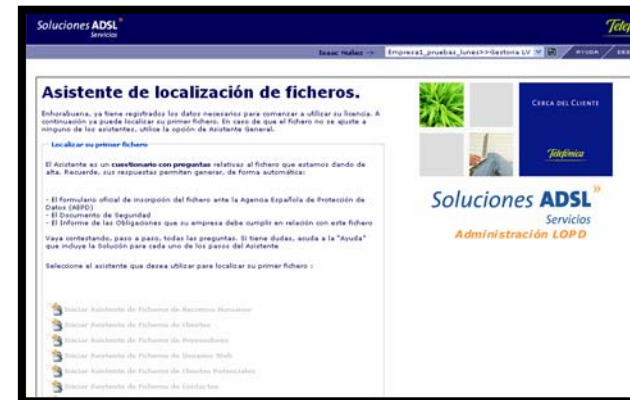 Soluciones ADSL
Servicios
Telef
Isaac Nuñez -> Empresa1_pruebas_lunes>>Gestona LV AYUDA
Asistente de localización de ficheros.
Enhorabuena, ya tiene registrados los datos necesarios para comenzar a utilizar su licencia. A
continuación ya puede localizar su primer fichero. En caso de que el fichero no se ajuste a
ninguno de los asistentes, utilice la opción de Asistente General.
Localizar su primer fichero
El Asistente es un cuestionario con preguntas relativas al fichero que estamos dando de
alta. Recuerde, sus respuestas permiten generar, de forma automática:
- El formulario oficial de inscripción del fichero ante la Agencia Española de Protección de
Datos (AEPD)
- El Documento de Seguridad
- El Informe de las Obligaciones que su empresa debe cumplir en relación con este fichero
Vaya contestando, paso a paso, todas las preguntas. Si tiene dudas, acuda a la "Ayuda"
que incluye la Solución para cada uno de los pasos del Asistente
Seleccione el asistente que desea utilizar para localizar su primer fichero :
Iniciar Asistente de Ficheros de Recursos Humanos
Iniciar Asistente de Ficheros de Clientes
Iniciar Asistente de Ficheros de Proveedores
Iniciar Asistente de Ficheros de Usuarios Web
Iniciar Asistente de Ficheros de Clientes Potenciales
Iniciar Asistente de Ficheros de Contactos
CERCA DEL CLIENTE
Telefónica
Soluciones ADSL
Servicios
Administración LOPD